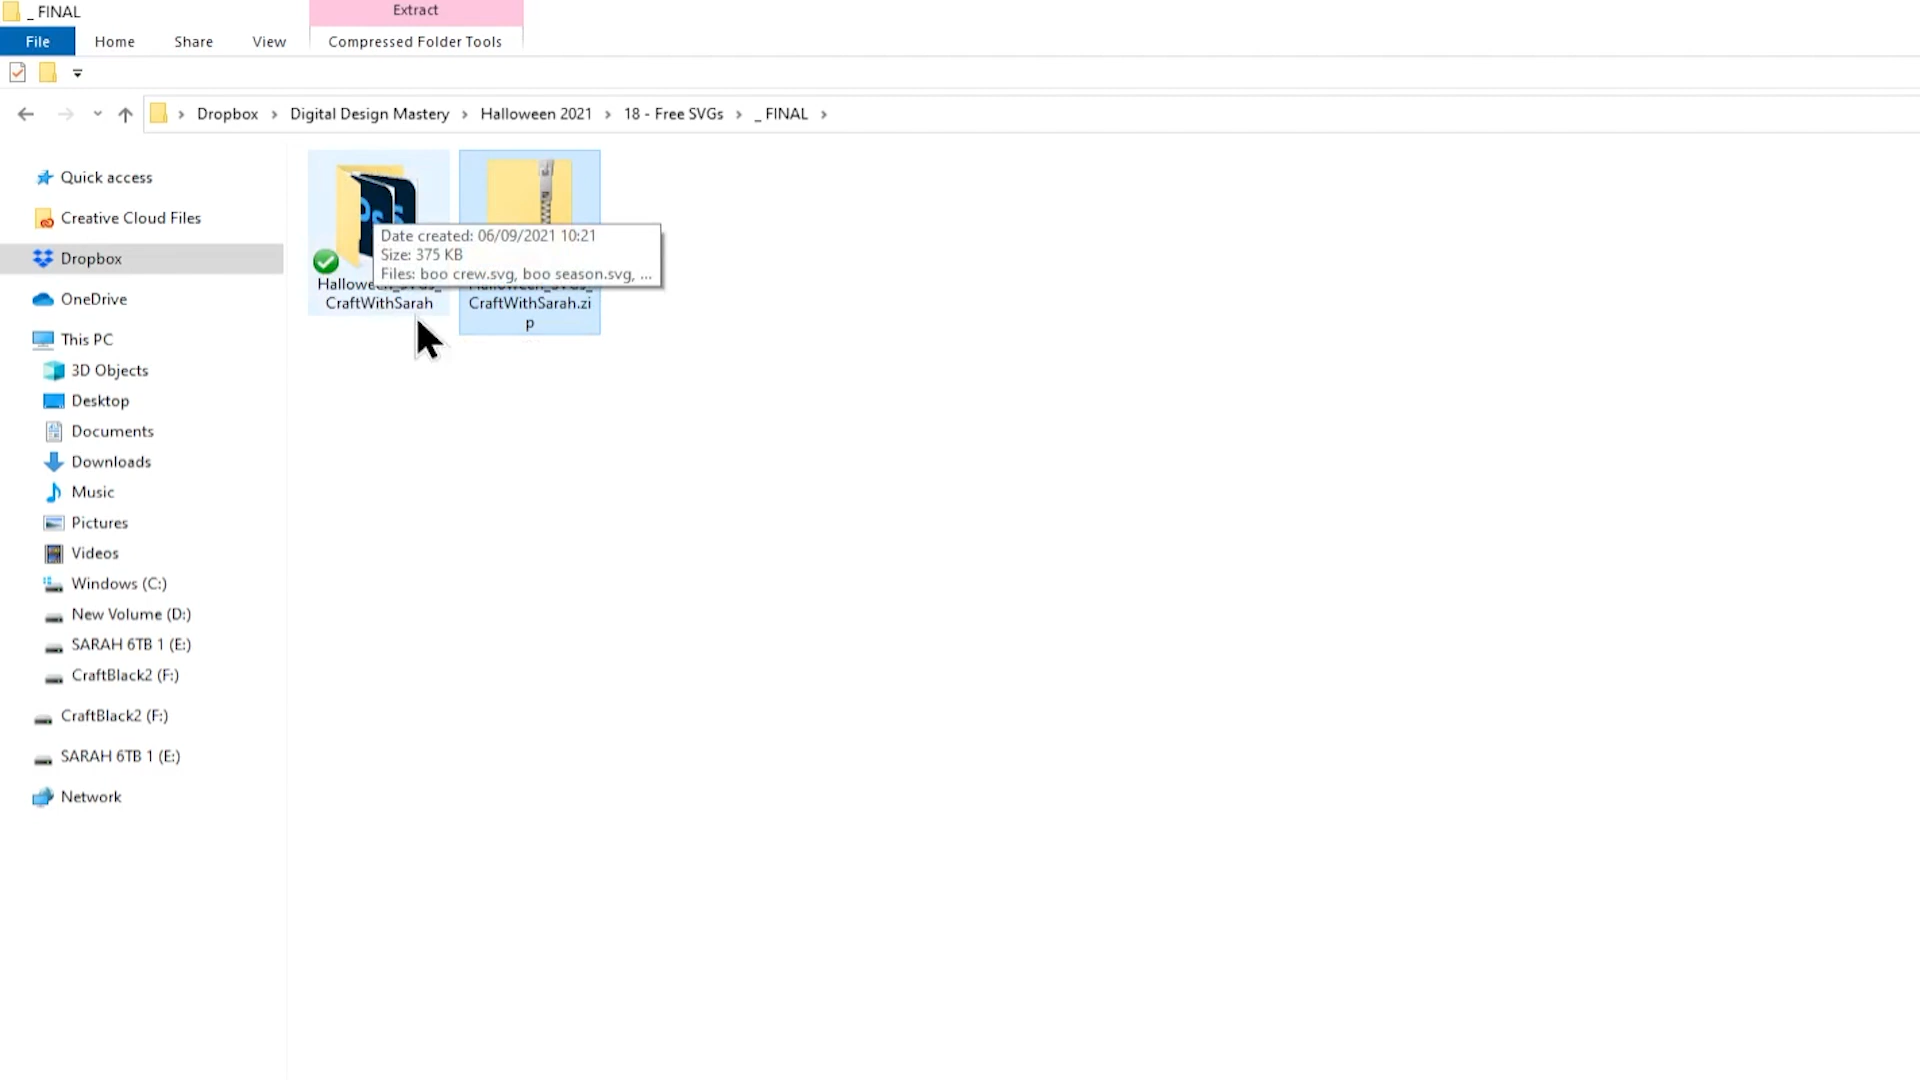 _ FINAL
Extract
File
Home
Share
View
Compressed Folder Tools
Dropbox
Digital Design Mastery
Halloween 2021
18 - Free SVGs
_ FINAL
Quick access
Creative Cloud Files
Dropbox
OneDrive
This PC
3D Objects
Desktop
Documents
Downloads
Music
Pictures
Videos
Windows (C:)
New Volume (D:)
SARAH 6TB 1 (E:)
CraftBlack2 (F:)
CraftBlack2 (F:)
SARAH 6TB 1 (E:)
Network
Date created: 06/09/2021 10:21
Size: 375 KB
Files: boo crew.svg, boo season.svg, ...
CraftWithSarah
Halloween_SVGs_
CraftWithSarah.zi
p